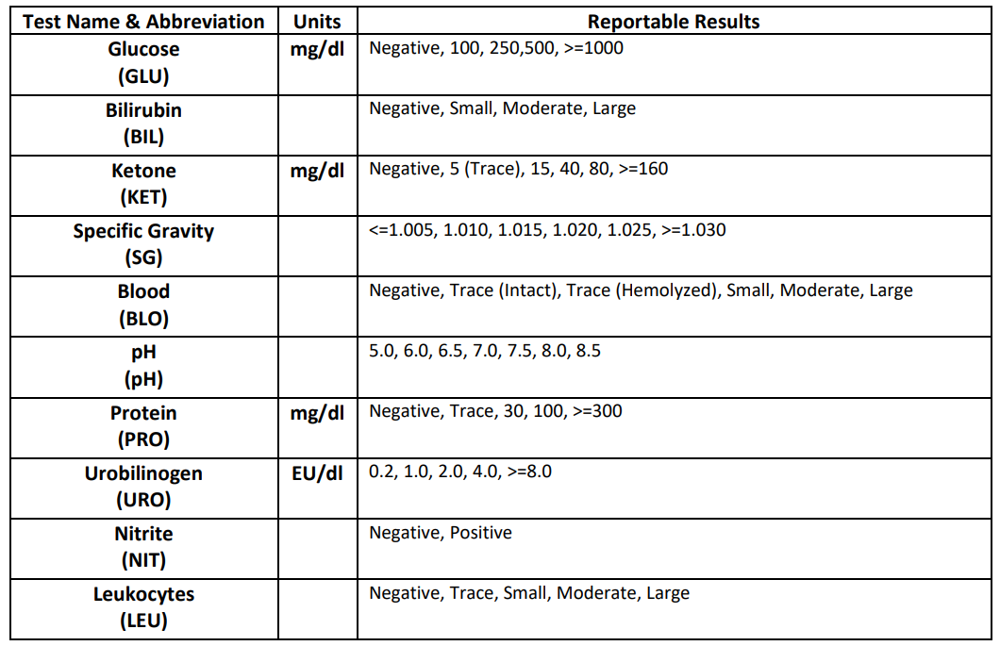 Test Name & Abbreviation Units Reportable Results
Glucose mg/dl Negative, 100, 250,500, >=1000
(GLU)
Bilirubin Negative, Small, Moderate, Large
(BIL)
Ketone mg/dl Negative, 5 (Trace), 15, 40, 80, >=160
(KET)
Specific Gravity <=1.005, 1.010, 1.015, 1.020, 1.025, >=1.030
(SG)
Blood Negative, Trace (Intact), Trace (Hemolyzed), Small, Moderate, Large
(BLO)
pH 5.0, 6.0, 6.5, 7.0, 7.5, 8.0, 8.5
(pH)
Protein mg/dl Negative, Trace, 30, 100, >=300
(PRO)
Urobilinogen EU/dl 0.2, 1.0, 2.0, 4.0, >=8.0
(URO)
Nitrite Negative, Positive
(NIT)
Leukocytes Negative, Trace, Small, Moderate, Large
(LEU)